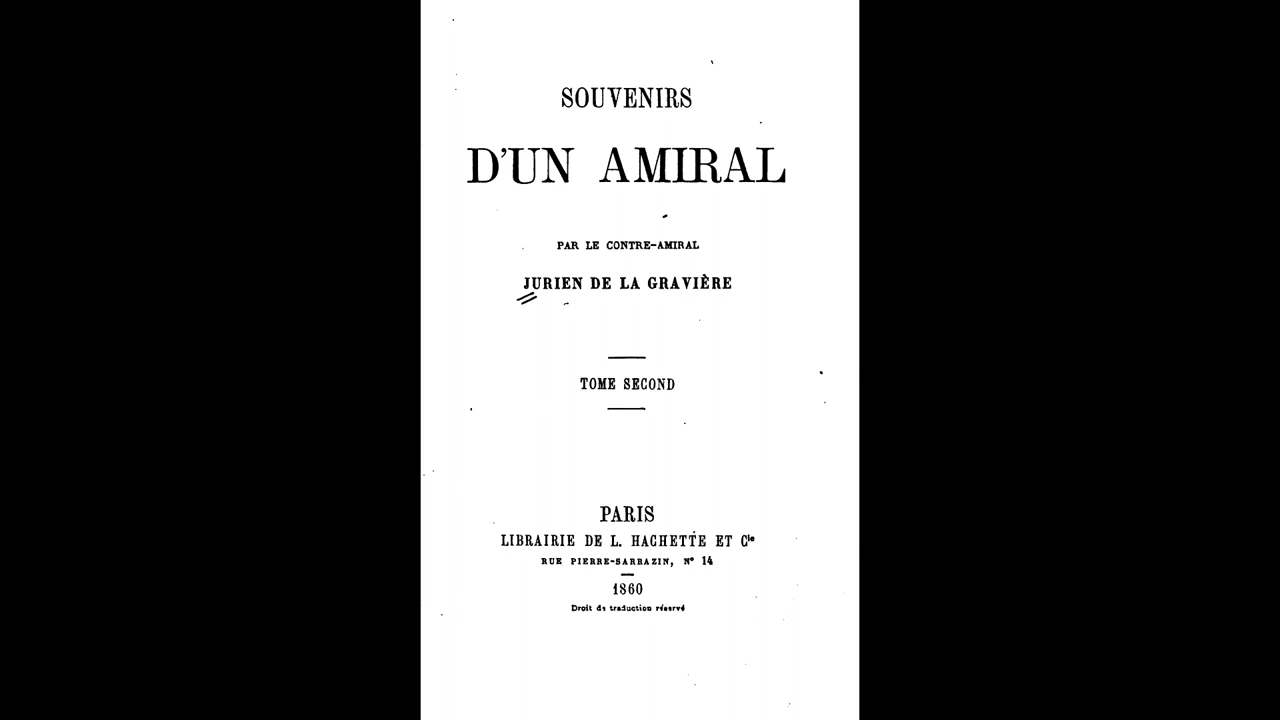 SOUVENIRS
D'UN AMIRAL
PAR LE CONTRE-AMIRAL
JURIEN DE LA GRAVIÈRE
TOME SECOND
PARIS
LIBRAIRIE DE L. HACHETTE ET Cie
RUE PIERRE-SARRAZIN, N° 14
1860
Droit de traduction réservé